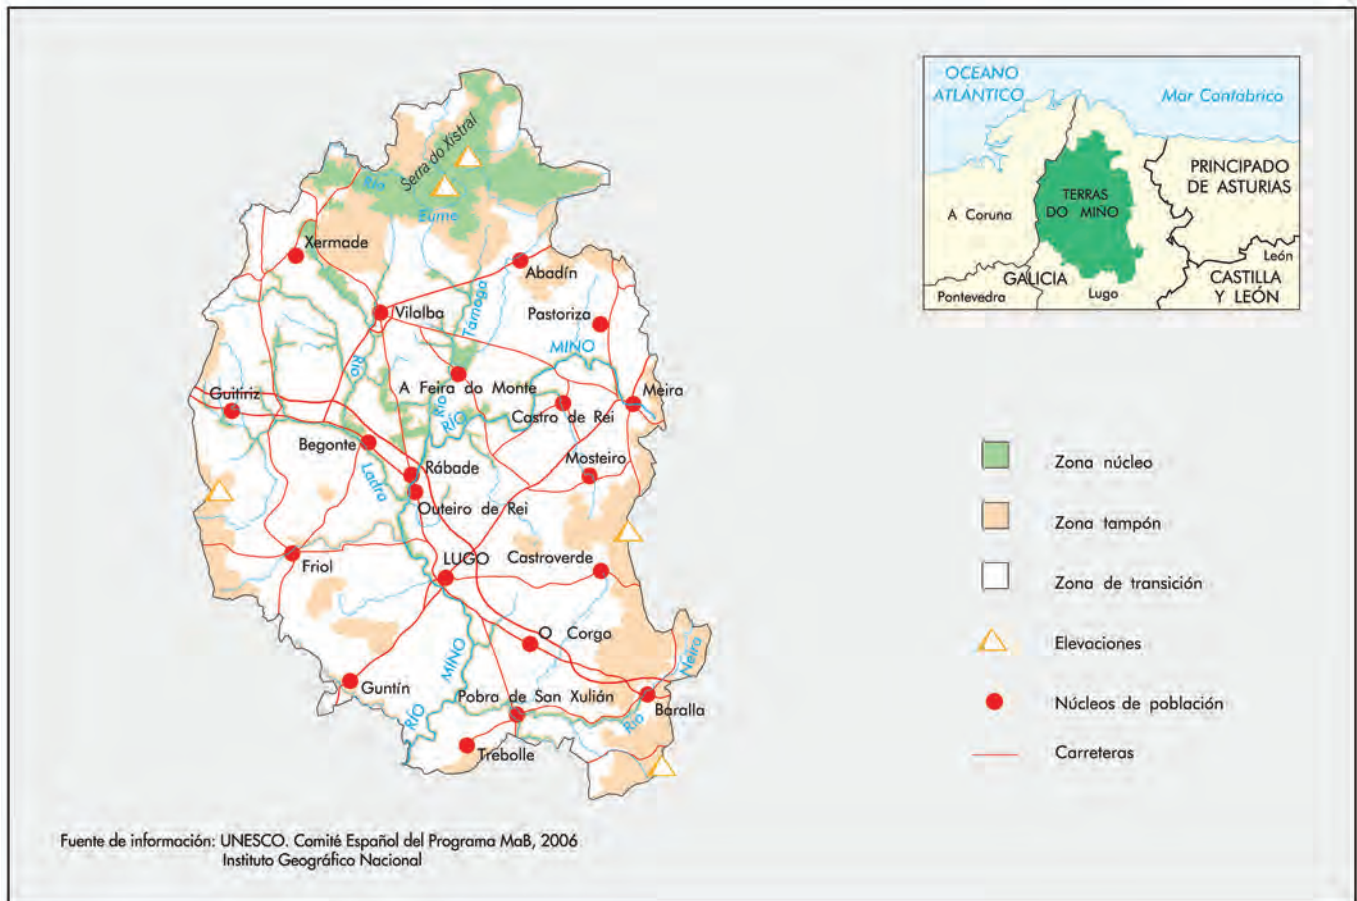 Serra do Xistral
Río
Eume
Xermade
Abadín
Vilalba
Támoga
Pastoriza
MIÑO
Río
A Feira do Monte
Meira
Guitiriz
Río
RÍO
Castro de Rei
Begonte
Rábade
Mosteiro
Ladra
Outeiro de Rei
LUGO
Castroverde
Friol
O Corgo
MIÑO
Neira
Guntín
Pobra de San Xulián
Baralla
RÍO
Río
Trebolle
OCEANO
ATLÁNTICO
Mar Cantabrico
PRINCIPADO
DE ASTURIAS
TERRAS
DO MIÑO
A Coruña
León
GALICIA
CASTILLA
Y LEÓN
Pontevedra
Lugo
Zona núcleo
Zona tampón
Zona de transición
Elevaciones
Núcleos de población
Carreteras
Fuente de información: UNESCO. Comité Español del Programa MaB, 2006
Instituto Geográfico Nacional